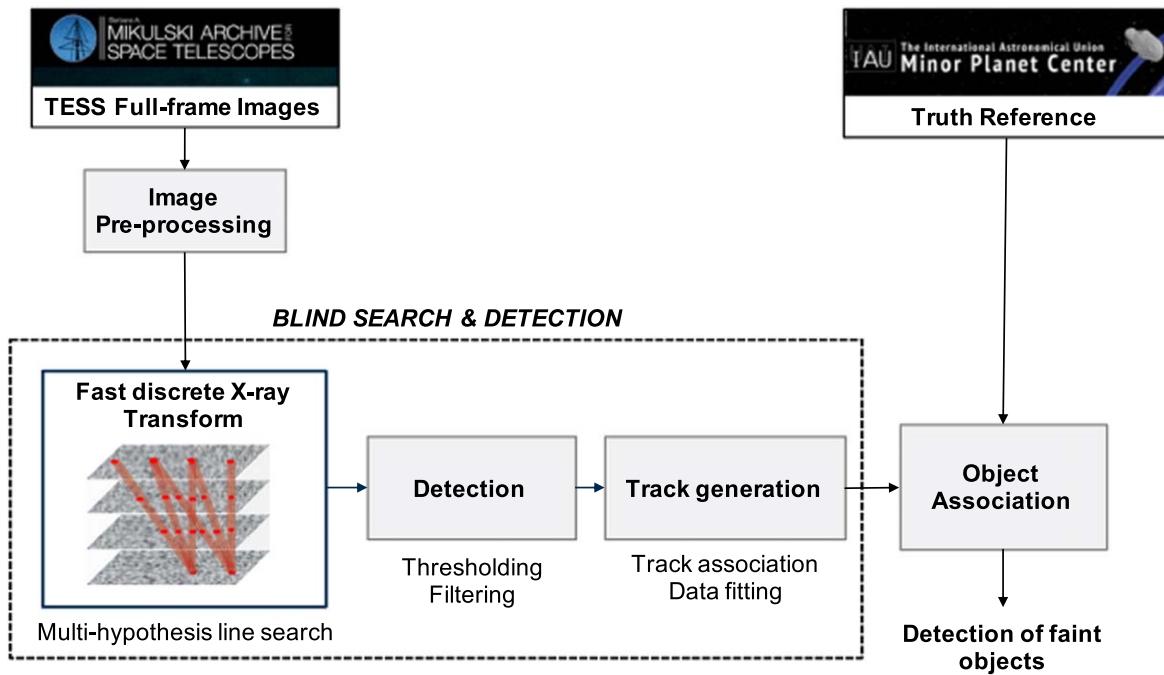 Barbara A.
MIKULSKI ARCHIVE FOR
SPACE TELESCOPES
TESS Full-frame Images
The International Astronomical Union
IAU Minor Planet Center
Truth Reference
Image
Pre-processing
BLIND SEARCH & DETECTION
Fast discrete X-ray
Transform
Multi-hypothesis line search
Detection
Thresholding
Filtering
Track generation
Track association
Data fitting
Object
Association
Detection of faint
objects